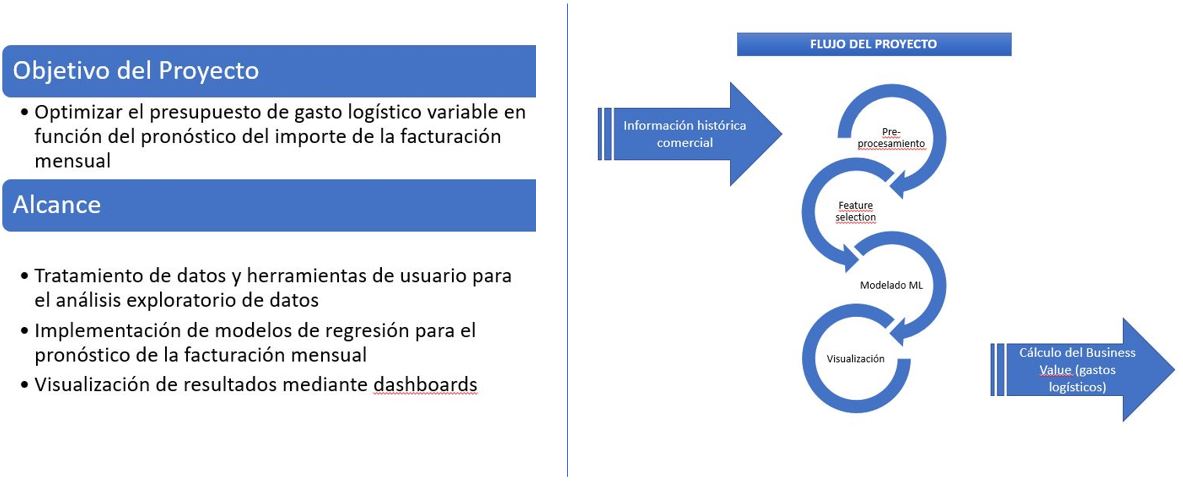 Objetivo del Proyecto
• Optimizar el presupuesto de gasto logístico variable en
función del pronóstico del importe de la facturación
mensual
Alcance
• Tratamiento de datos y herramientas de usuario para
el análisis exploratorio de datos
• Implementación de modelos de regresión para el
pronóstico de la facturación mensual
• Visualización de resultados mediante dashboards
FLUJO DEL PROYECTO
Información histórica
comercial
Pre-
procesamiento
Feature
selection
Modelado ML
Visualización
Cálculo del Business
Value (gastos
logísticos)